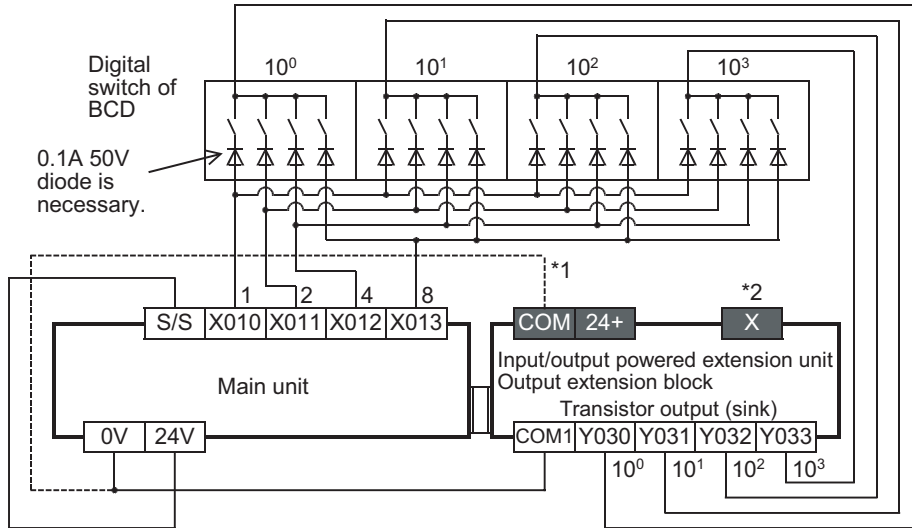 Digital
switch of
BCD
10⁰ 10¹ 10² 10³
0.1A 50V
diode is
necessary.
*1
1 2 4 8
*2
S/S X010 X011 X012 X013
COM 24+ X
Main unit
Input/output powered extension unit
Output extension block
Transistor output (sink)
0V 24V
COM1 Y030 Y031 Y032 Y033
10⁰ 10¹ 10² 10³